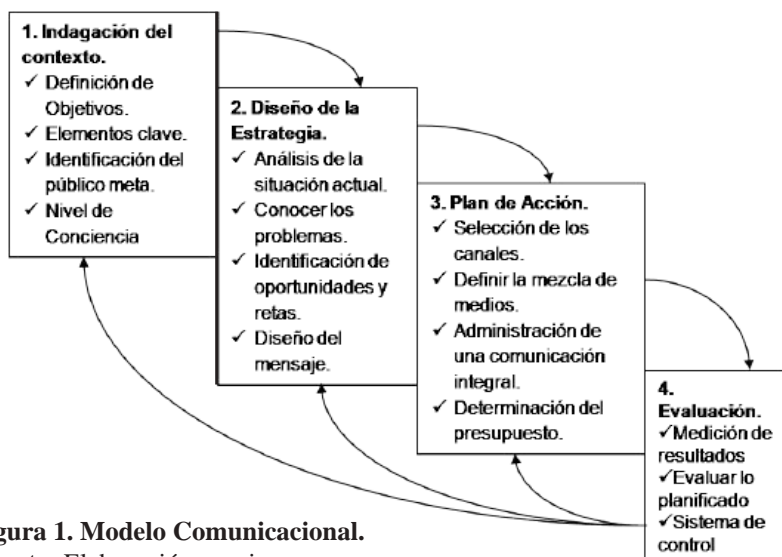 1. Indagación del
contexto.
✓ Definición de
Objetivos.
✓ Elementos clave.
✓ Identificación del
público meta.
✓ Nivel de
Conciencia
2. Diseño de la
Estrategia.
✓ Análisis de la
situación actual.
✓ Conocer los
problemas.
✓ Identificación de
oportunidades y
retas.
✓ Diseño del
mensaje.
3. Plan de Acción.
✓ Selección de los
canales.
✓ Definir la mezcla de
medios.
✓ Administración de
una comunicación
integral.
✓ Determinación del
presupuesto.
4.
Evaluación.
✓Medición de
resultados
✓Evaluar lo
planificado
✓Sistema de
control
gura 1. Modelo Comunicacional.